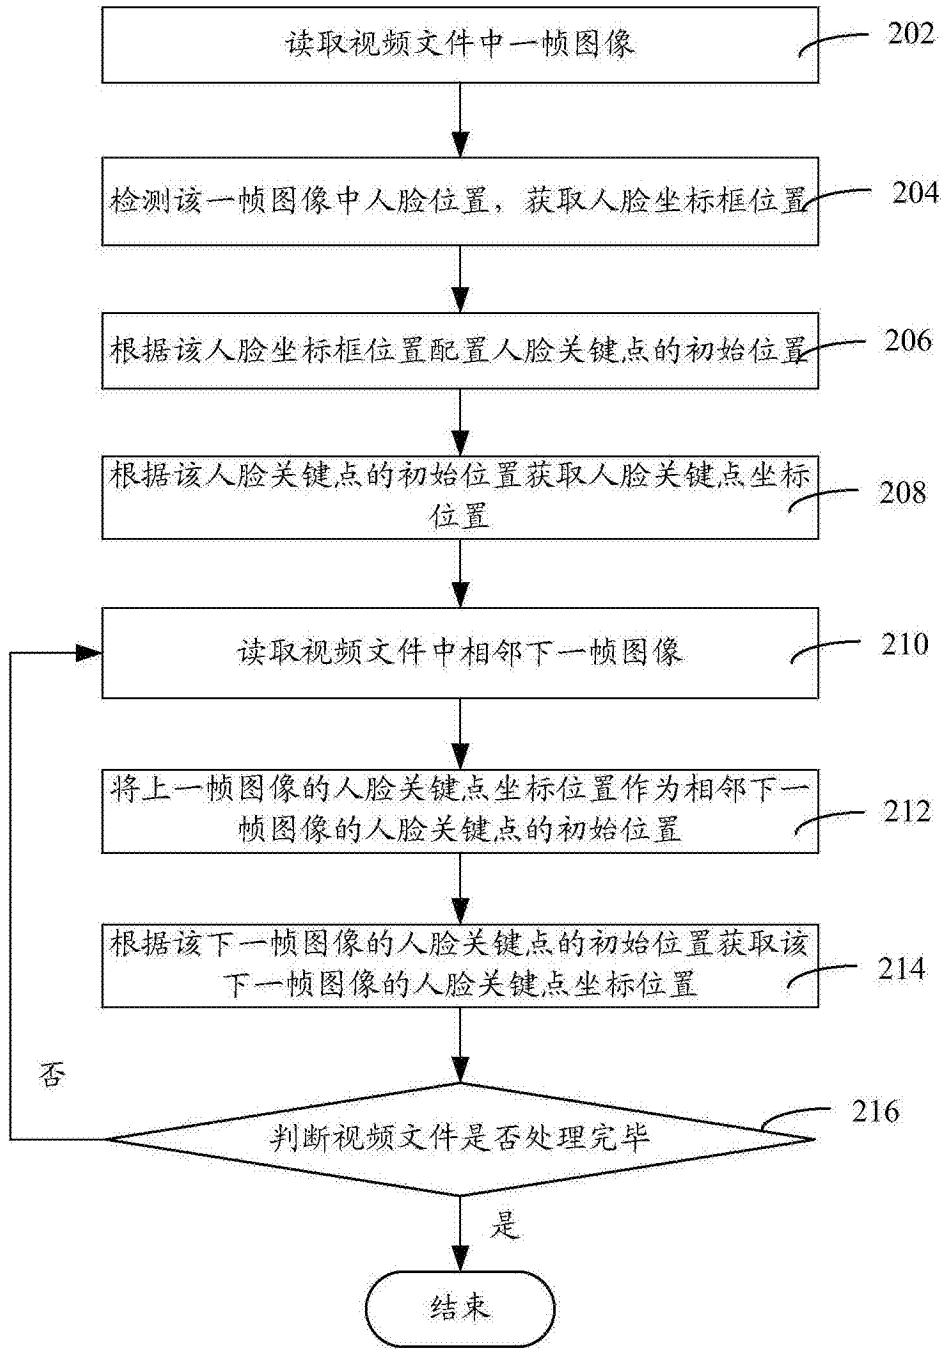 读取视频文件中一帧图像
202
检测该一帧图像中人脸位置，获取人脸坐标框位置
204
根据该人脸坐标框位置配置人脸关键点的初始位置
206
根据该人脸关键点的初始位置获取人脸关键点坐标
位置
208
读取视频文件中相邻下一帧图像
210
将上一帧图像的人脸关键点坐标位置作为相邻下一
帧图像的人脸关键点的初始位置
212
根据该下一帧图像的人脸关键点的初始位置获取该
下一帧图像的人脸关键点坐标位置
214
否
判断视频文件是否处理完毕
216
是
结束